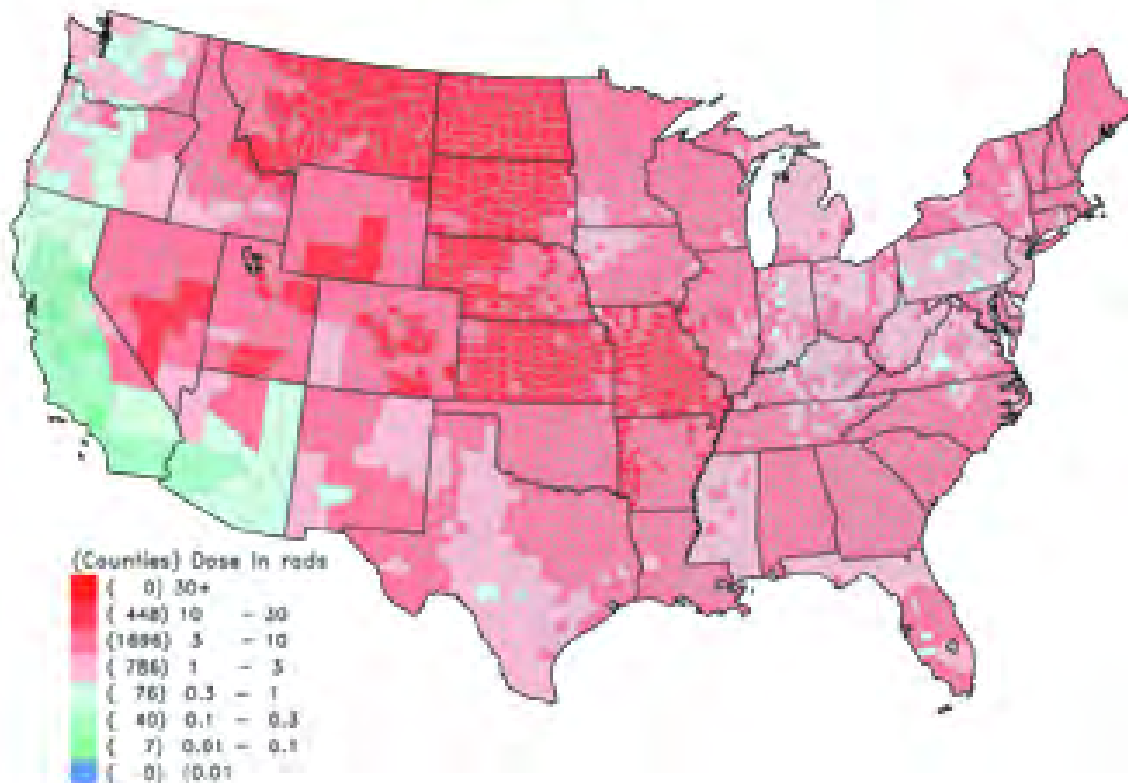 (Counties) Dose in rads
( 0) 30+
( 448) 10 - 30
(1696) 3 - 10
( 786) 1 - 3
( 76) 0.3 - 1
( 40) 0.1 - 0.3
( 7) 0.01 - 0.1
( 0) <0.01